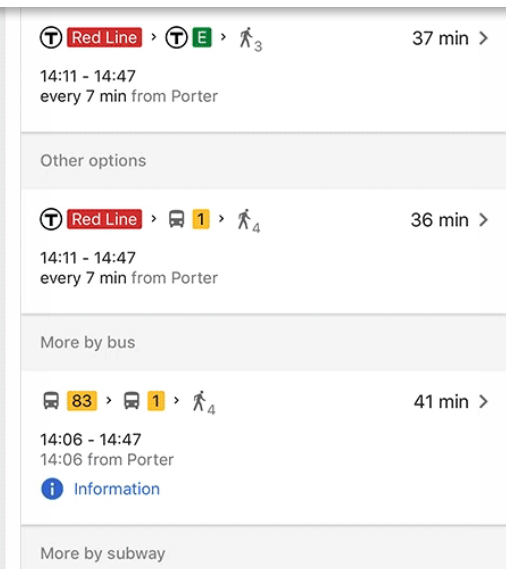 T Red Line > T E > 3 37 min >
14:11 - 14:47
every 7 min from Porter
Other options
T Red Line > 1 > 4 36 min >
14:11 - 14:47
every 7 min from Porter
More by bus
83 > 1 > 4 41 min >
14:06 - 14:47
14:06 from Porter
i Information
More by subway